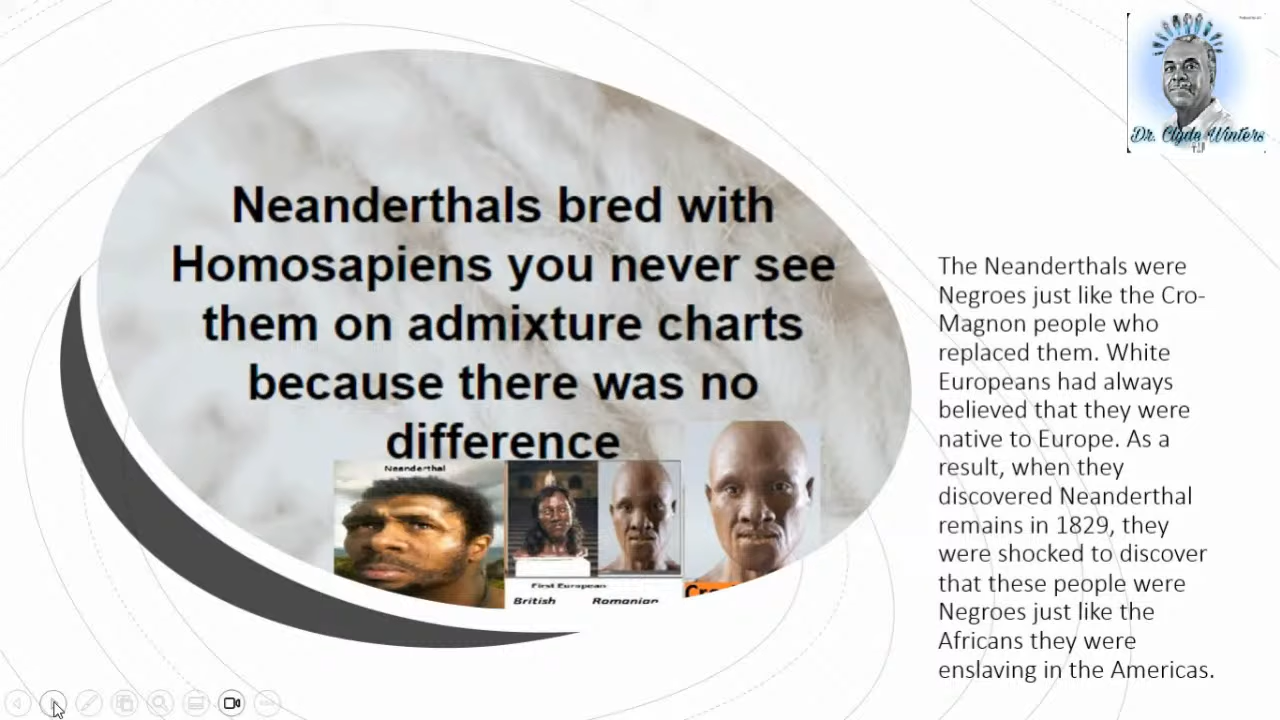 Dr. Clyde Winters
Neanderthals bred with
Homosapiens you never see
them on admixture charts
because there was no
difference
Neanderthal
First European
British Romanian
The Neanderthals were
Negroes just like the Cro-
Magnon people who
replaced them. White
Europeans had always
believed that they were
native to Europe. As a
result, when they
discovered Neanderthal
remains in 1829, they
were shocked to discover
that these people were
Negroes just like the
Africans they were
enslaving in the Americas.